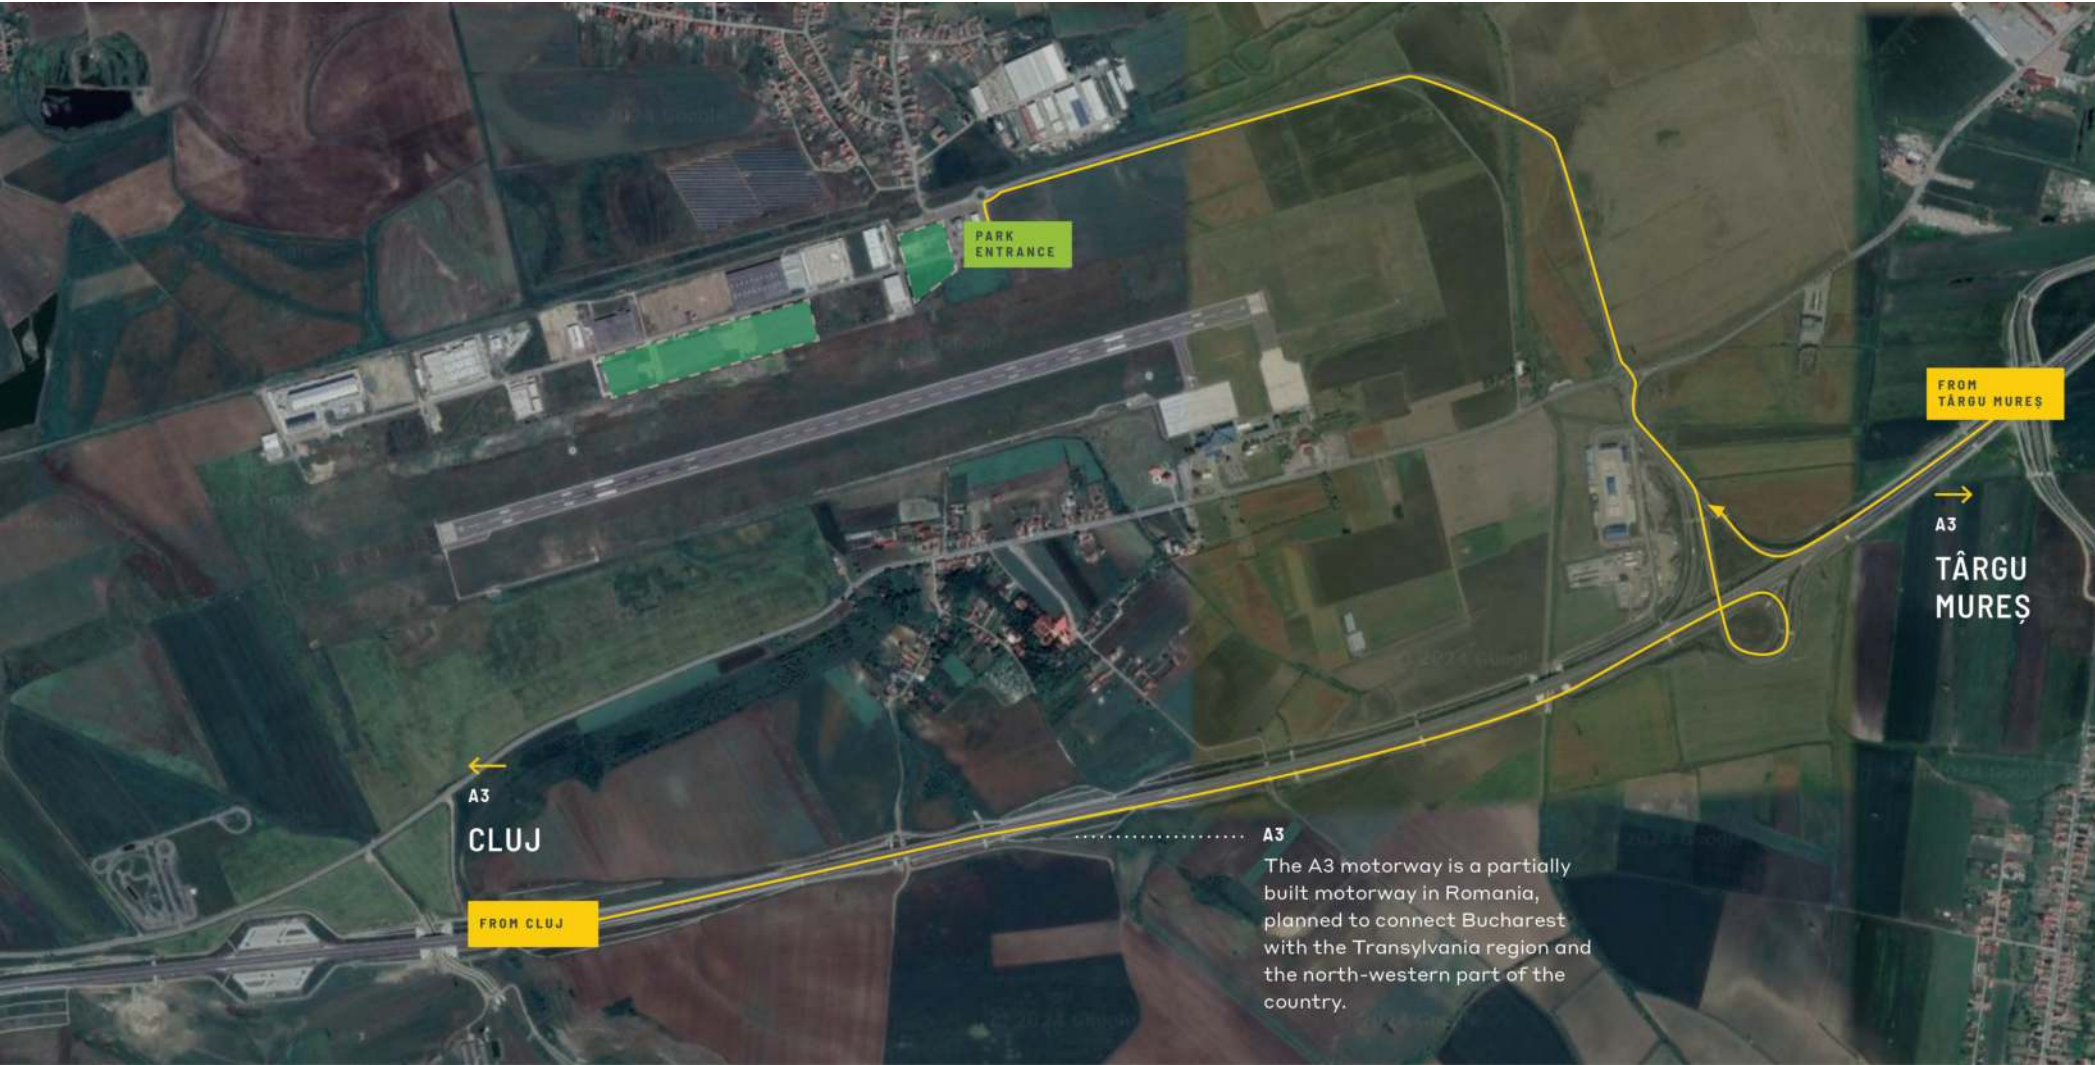 PARK
ENTRANCE
FROM
TÂRGU MUREȘ
A3
TÂRGU
MUREȘ
A3
CLUJ
FROM CLUJ
A3
The A3 motorway is a partially
built motorway in Romania,
planned to connect Bucharest
with the Transylvania region and
the north-western part of the
country.